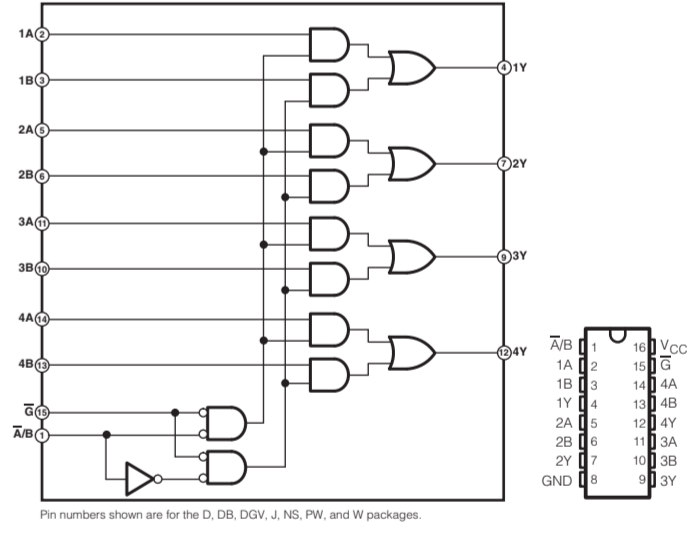 1A 2
1B 3
4 1Y
2A 5
2B 6
7 2Y
3A 11
3B 10
9 3Y
4A 14
4B 13
12 4Y
G̅ 15
A̅/B 1
A̅/B 1 16 VCC
1A 2 15 G̅
1B 3 14 4A
1Y 4 13 4B
2A 5 12 4Y
2B 6 11 3A
2Y 7 10 3B
GND 8 9 3Y
Pin numbers shown are for the D, DB, DGV, J, NS, PW, and W packages.